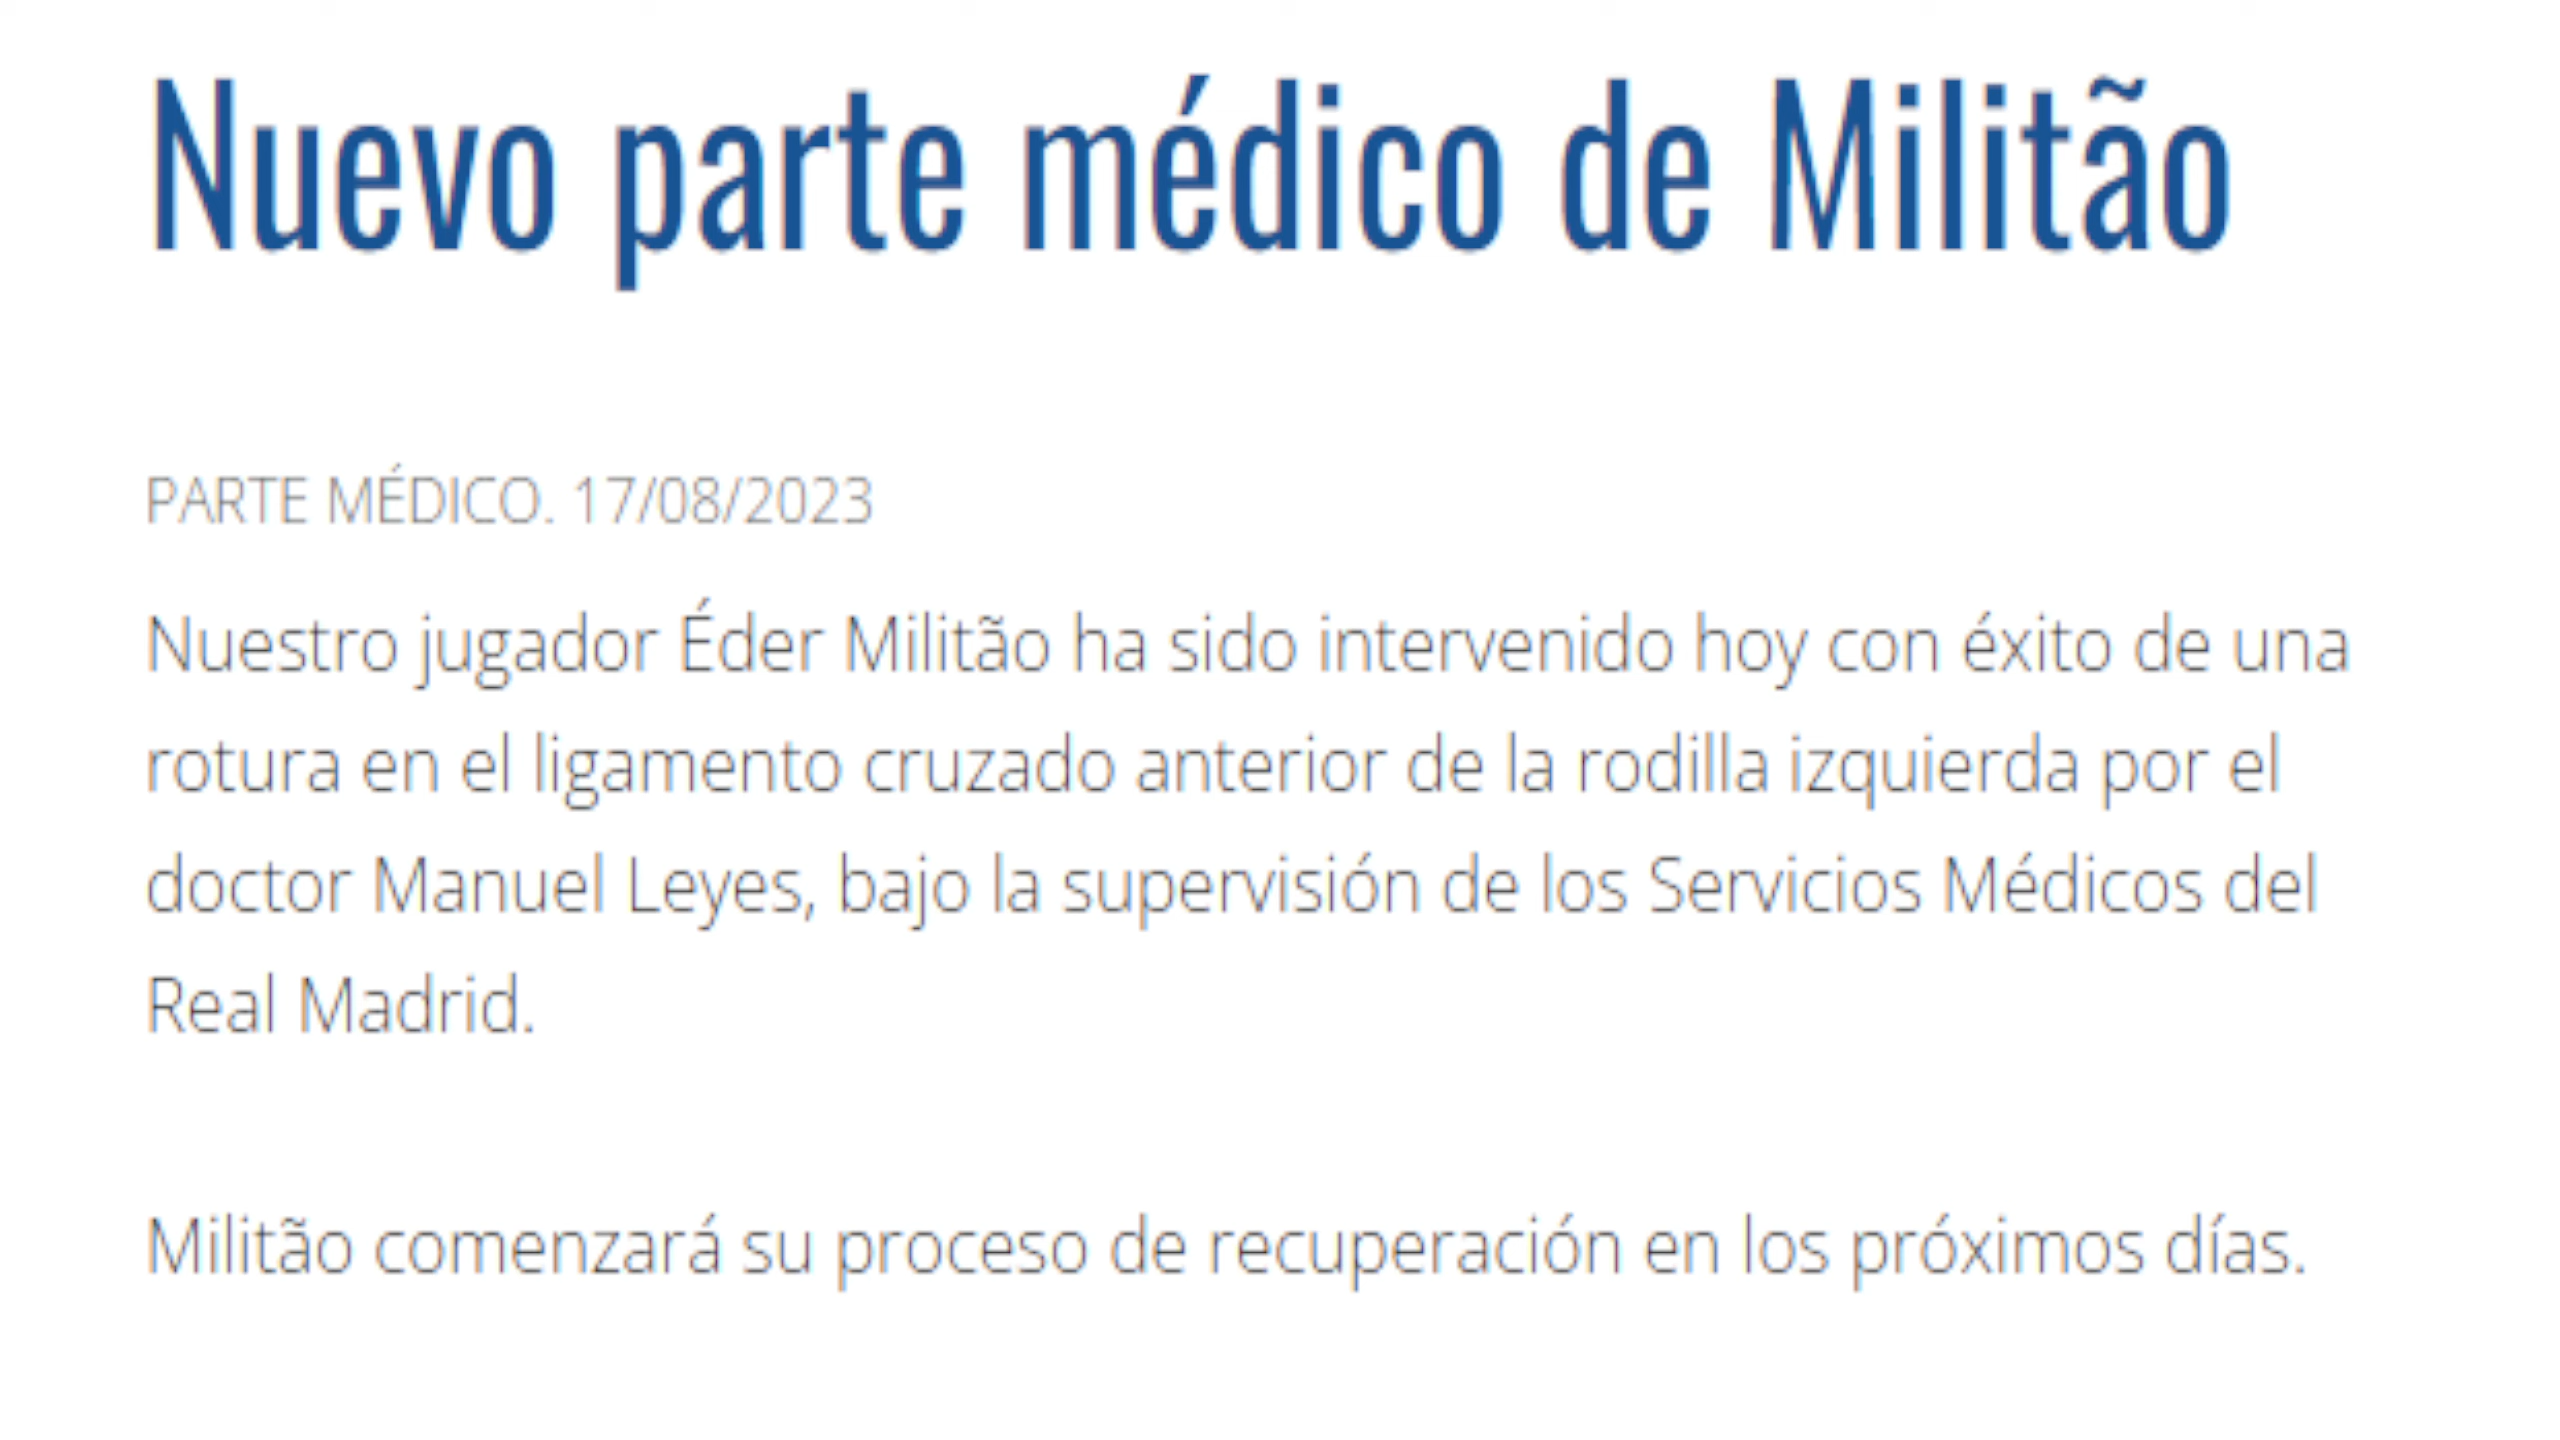 Nuevo parte médico de Militão
PARTE MÉDICO. 17/08/2023
Nuestro jugador Éder Militão ha sido intervenido hoy con éxito de una
rotura en el ligamento cruzado anterior de la rodilla izquierda por el
doctor Manuel Leyes, bajo la supervisión de los Servicios Médicos del
Real Madrid.
Militão comenzará su proceso de recuperación en los próximos días.